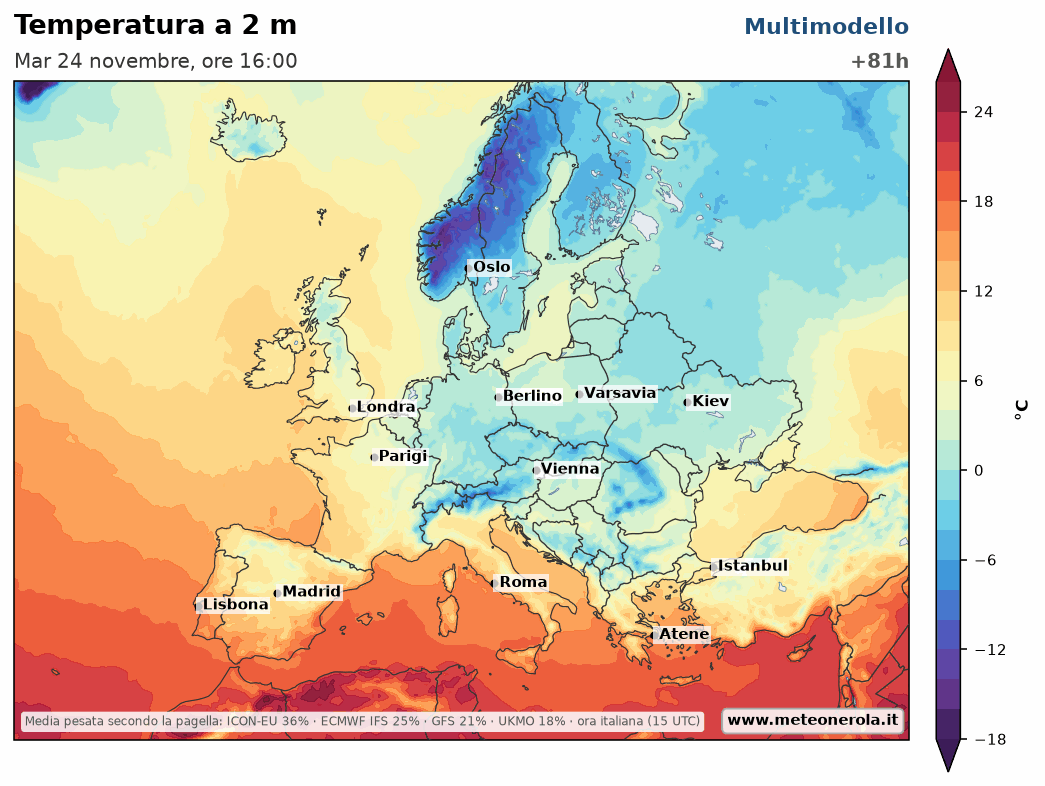 Temperatura a 2 m
Multimodello
Mar 24 novembre, ore 16:00
+81h
24
18
12
6
0
−6
−12
−18
°C
Oslo
Berlino
Varsavia
Kiev
Londra
Parigi
Vienna
Istanbul
Roma
Madrid
Lisbona
Atene
Media pesata secondo la pagella: ICON-EU 36% · ECMWF IFS 25% · GFS 21% · UKMO 18% · ora italiana (15 UTC)
www.meteonerola.it